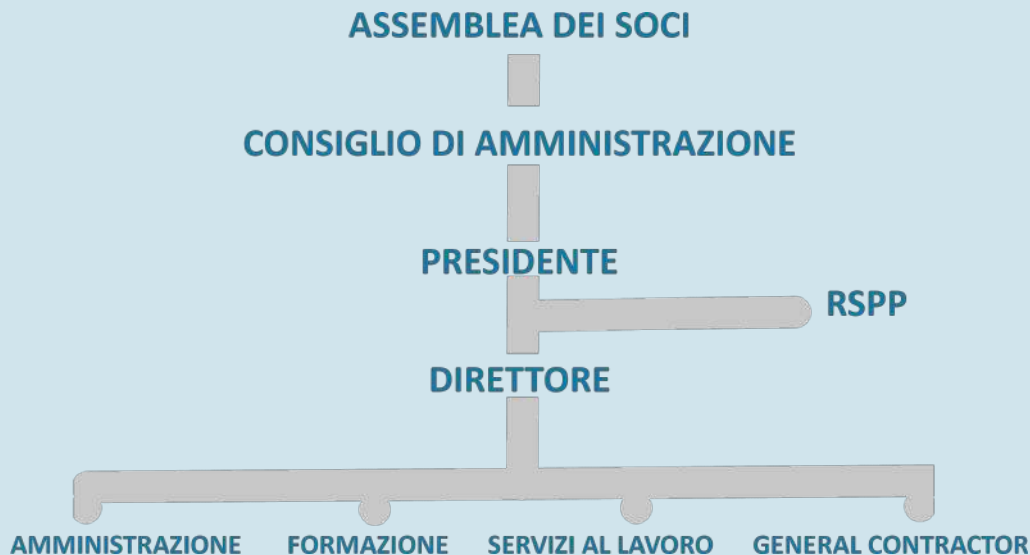 ASSEMBLEA DEI SOCI
CONSIGLIO DI AMMINISTRAZIONE
PRESIDENTE
RSPP
DIRETTORE
AMMINISTRAZIONE FORMAZIONE SERVIZI AL LAVORO GENERAL CONTRACTOR